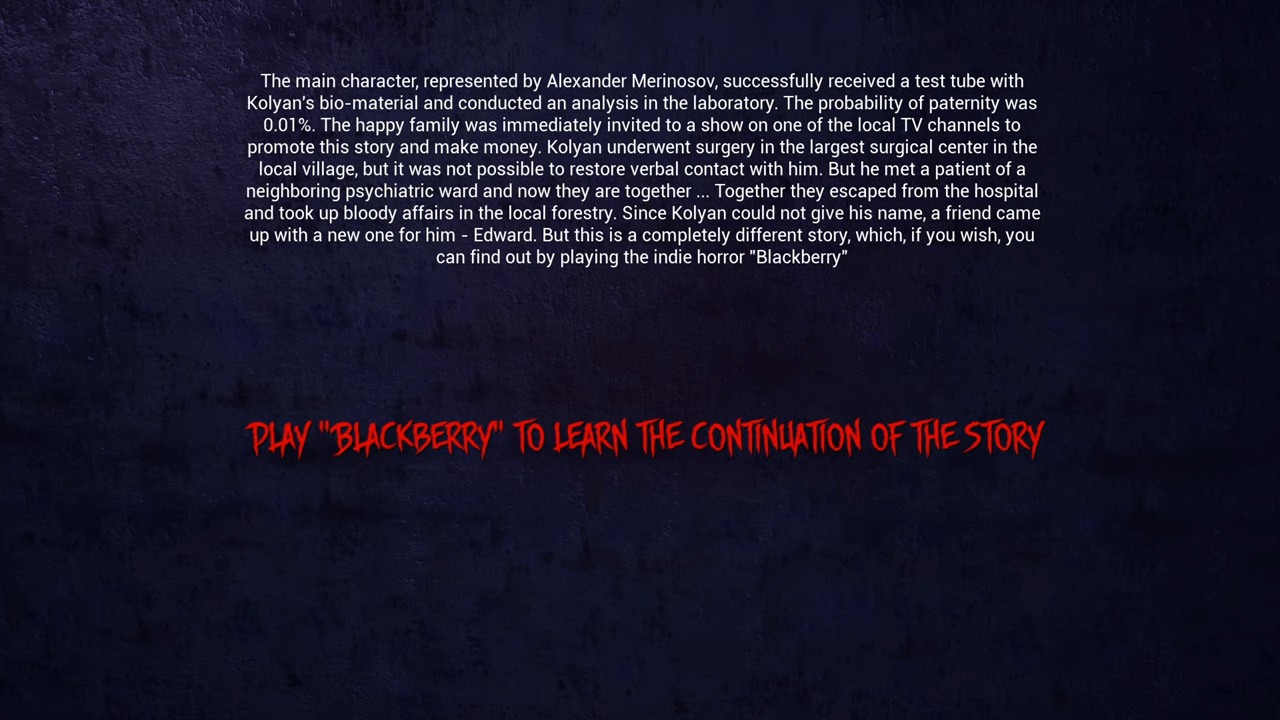 The main character, represented by Alexander Merinosov, successfully received a test tube with
Kolyan's bio-material and conducted an analysis in the laboratory. The probability of paternity was
0.01%. The happy family was immediately invited to a show on one of the local TV channels to
promote this story and make money. Kolyan underwent surgery in the largest surgical center in the
local village, but it was not possible to restore verbal contact with him. But he met a patient of a
neighboring psychiatric ward and now they are together ... Together they escaped from the hospital
and took up bloody affairs in the local forestry. Since Kolyan could not give his name, a friend came
up with a new one for him - Edward. But this is a completely different story, which, if you wish, you
can find out by playing the indie horror "Blackberry"
PLAY "BLACKBERRY" TO LEARN THE CONTINUATION OF THE STORY